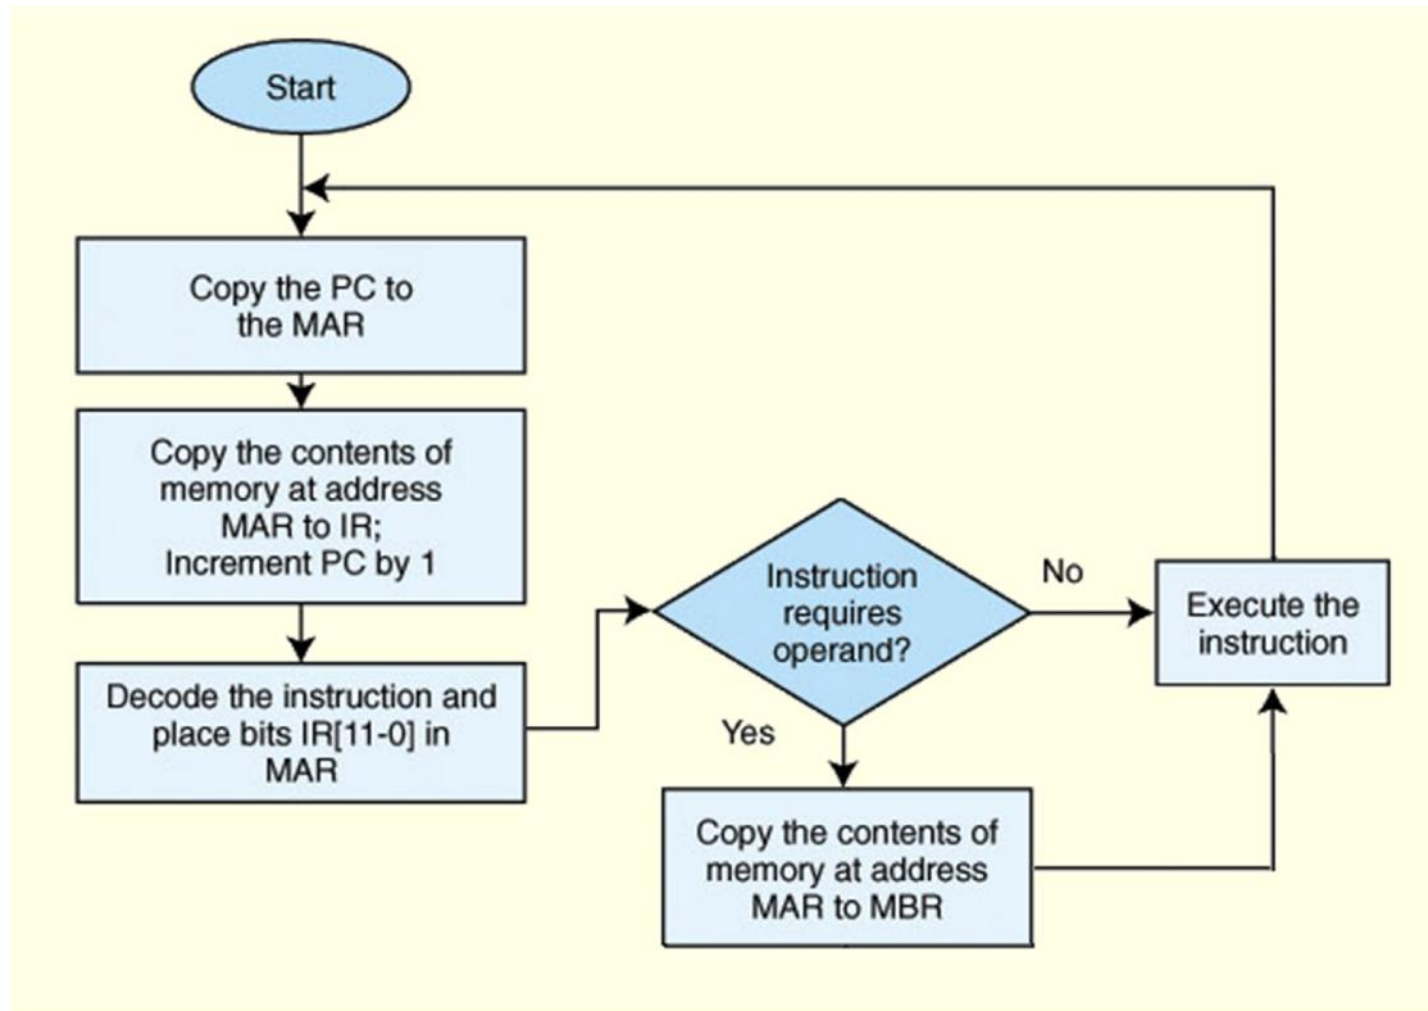 Start
Copy the PC to
the MAR
Copy the contents of
memory at address
MAR to IR;
Increment PC by 1
Decode the instruction and
place bits IR[11-0] in
MAR
Instruction
requires
operand?
No
Yes
Execute the
instruction
Copy the contents of
memory at address
MAR to MBR